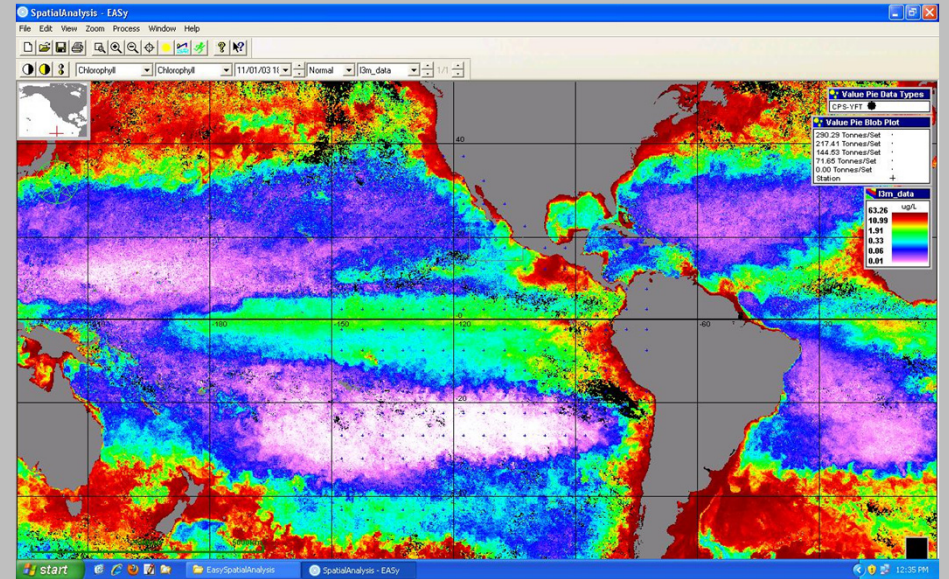 SpatialAnalysis - EASy
File Edit View Zoom Process Window Help
Chlorophyll Chlorophyll 11/01/03 Normal l3m_data 1/1
Value Pie Data Types
CPS-YFT
Value Pie Blob Plot
290.29 Tonnes/Set
217.41 Tonnes/Set
144.53 Tonnes/Set
71.65 Tonnes/Set
0.00 Tonnes/Set
Station
l3m_data
ug/L
63.26
10.99
1.91
0.33
0.06
0.01
40
-180 -150 -120 -60
-20
start EasySpatialAnalysis SpatialAnalysis - EASy 12:35 PM